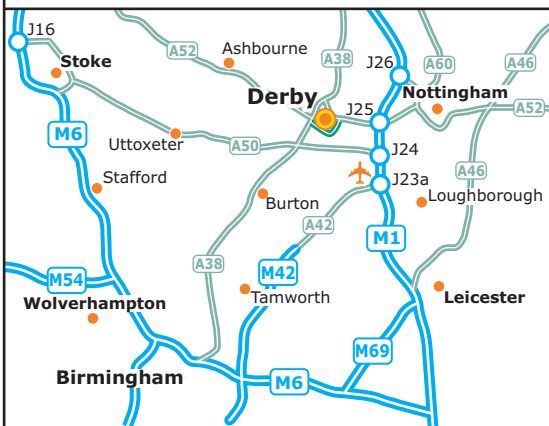 J16
A52
Ashbourne
A38
A60
A46
Stoke
J26
Derby
J25
Nottingham
A52
M6
Uttoxeter
A50
J24
A46
Stafford
J23a
Burton
Loughborough
A42
M1
A38
M54
M42
Tamworth
Leicester
Wolverhampton
M69
Birmingham
M6